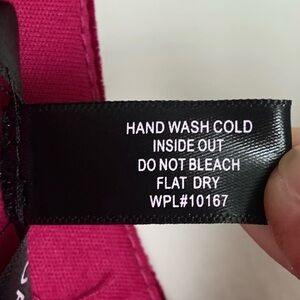 HAND WASH COLD
INSIDE OUT
DO NOT BLEACH
FLAT DRY
WPL#10167